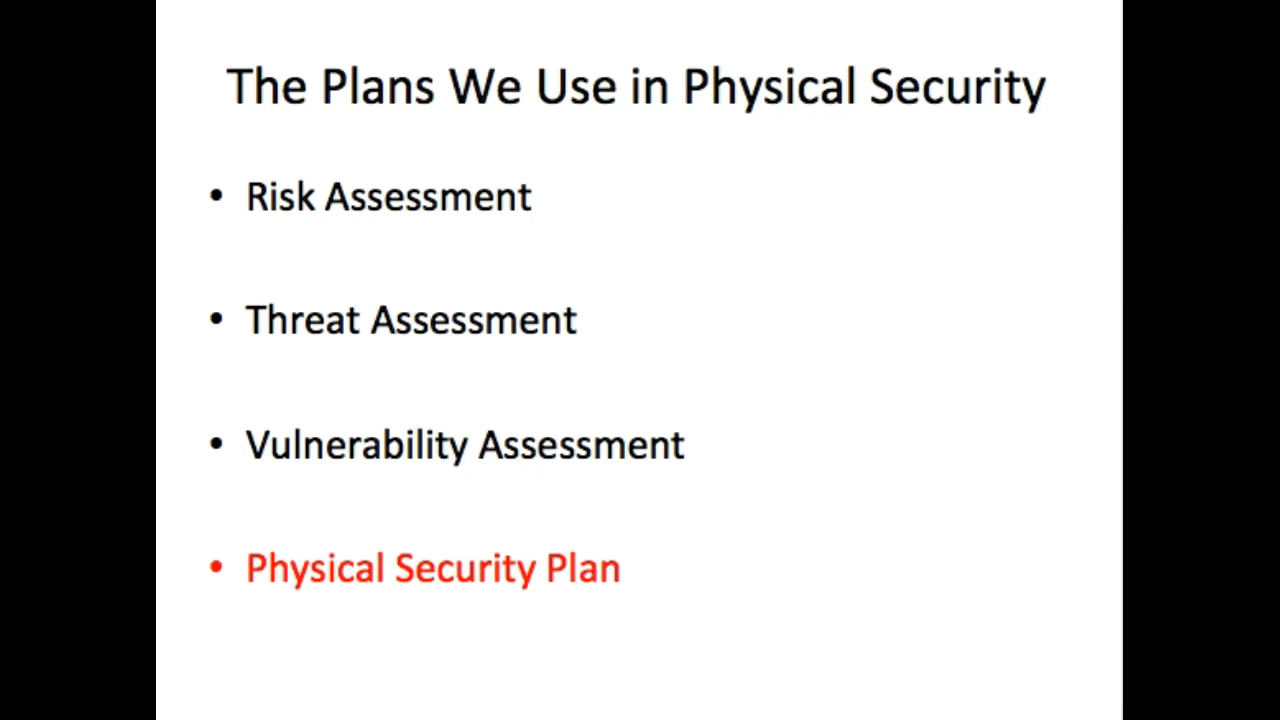 The Plans We Use in Physical Security
• Risk Assessment
• Threat Assessment
• Vulnerability Assessment
• Physical Security Plan